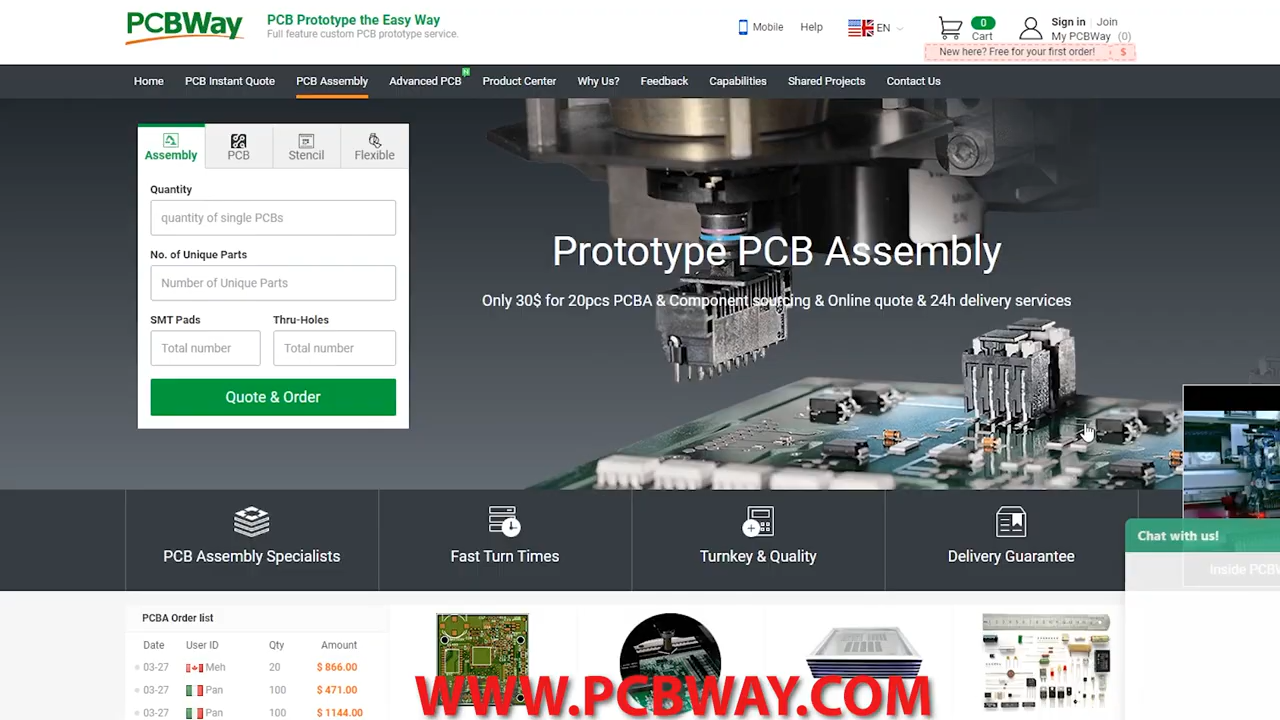 PCBWay
PCB Prototype the Easy Way
Full feature custom PCB prototype service.
Mobile
Help
EN
0
Cart
Sign in
Join
My PCBWay (0)
New here? Free for your first order! $
Home
PCB Instant Quote
PCB Assembly
Advanced PCB
N
Product Center
Why Us?
Feedback
Capabilities
Shared Projects
Contact Us
Assembly
PCB
Stencil
Flexible
Quantity
quantity of single PCBs
No. of Unique Parts
Number of Unique Parts
SMT Pads
Thru-Holes
Total number
Total number
Quote & Order
Prototype PCB Assembly
Only 30$ for 20pcs PCBA & Component sourcing & Online quote & 24h delivery services
PCB Assembly Specialists
Fast Turn Times
Turnkey & Quality
Delivery Guarantee
Chat with us!
Inside PCBW
PCBA Order list
Date User ID Qty Amount
03-27 Meh 20 $ 866.00
03-27 Pan 100 $ 471.00
03-27 Pan 100 $ 1144.00
WWW.PCBWAY.COM